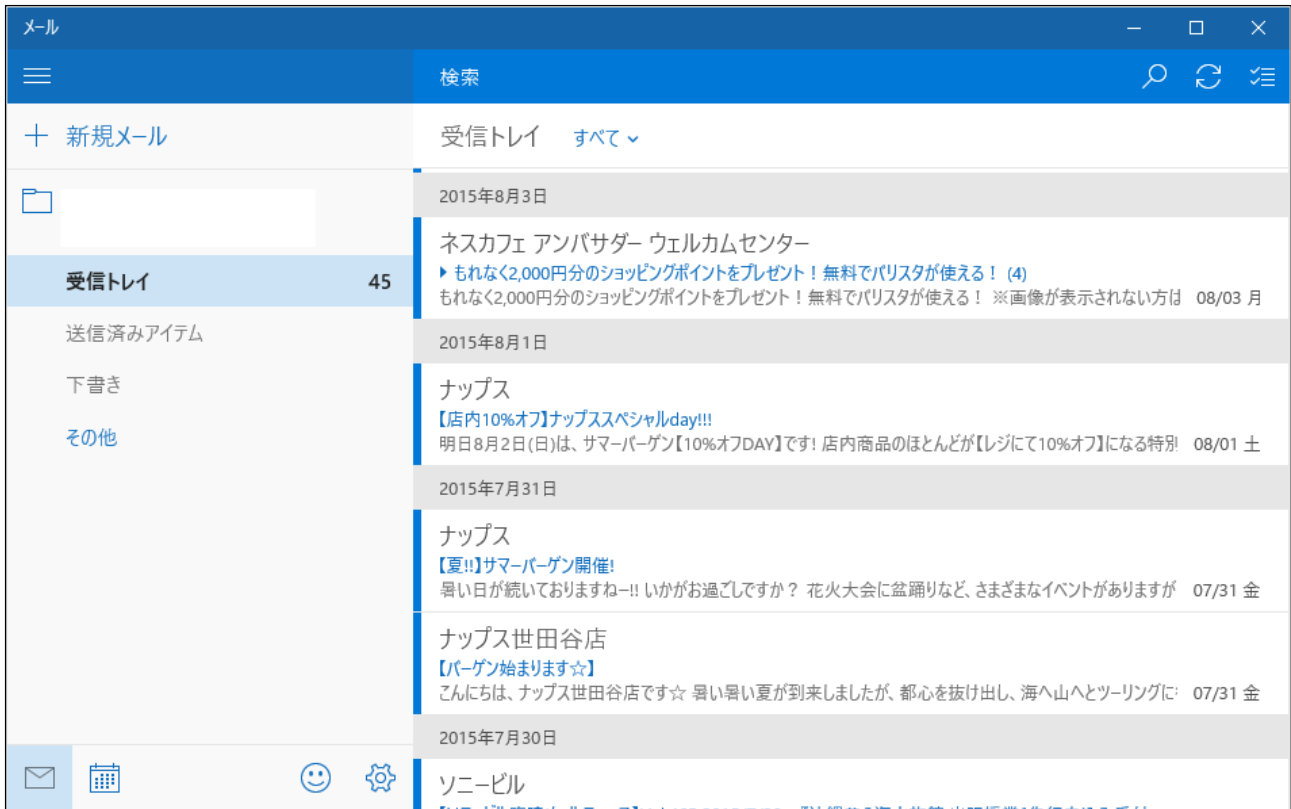 メール
検索
新規メール
受信トレイ すべて
2015年8月3日
ネスカフェ アンバサダー ウェルカムセンター
もれなく2,000円分のショッピングポイントをプレゼント！無料でバリスタが使える！ (4)
もれなく2,000円分のショッピングポイントをプレゼント！無料でバリスタが使える！ ※画像が表示されない方は 08/03 月
受信トレイ 45
送信済みアイテム
下書き
その他
2015年8月1日
ナップス
【店内10%オフ】ナップススペシャルday!!!
明日8月2日(日)は、サマーバーゲン【10%オフDAY】です! 店内商品のほとんどが【レジにて10%オフ】になる特別 08/01 土
2015年7月31日
ナップス
【夏!!】サマーバーゲン開催!
暑い日が続いておりますねー!! いかがお過ごしですか？ 花火大会に盆踊りなど、さまざまなイベントがありますが 07/31 金
ナップス世田谷店
【バーゲン始まります☆】
こんにちは、ナップス世田谷店です☆ 暑い暑い夏が到来しましたが、都心を抜け出し、海へ山へとツーリングに 07/31 金
2015年7月30日
ソニービル